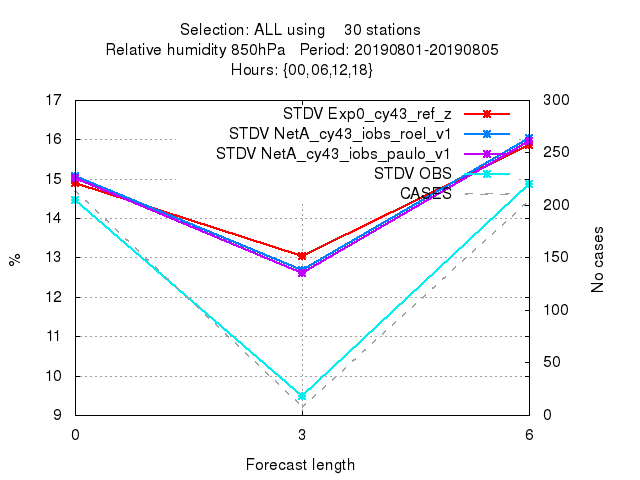 Selection: ALL using    30 stations
Relative humidity 850hPa   Period: 20190801-20190805
Hours: {00,06,12,18}
17
16
15
14
13
12
11
10
9
%
STDV Exp0_cy43_ref_z
STDV NetA_cy43_iobs_roel_v1
STDV NetA_cy43_iobs_paulo_v1
STDV OBS
CASES
300
250
200
150
100
50
0
No cases
0 3 6
Forecast length